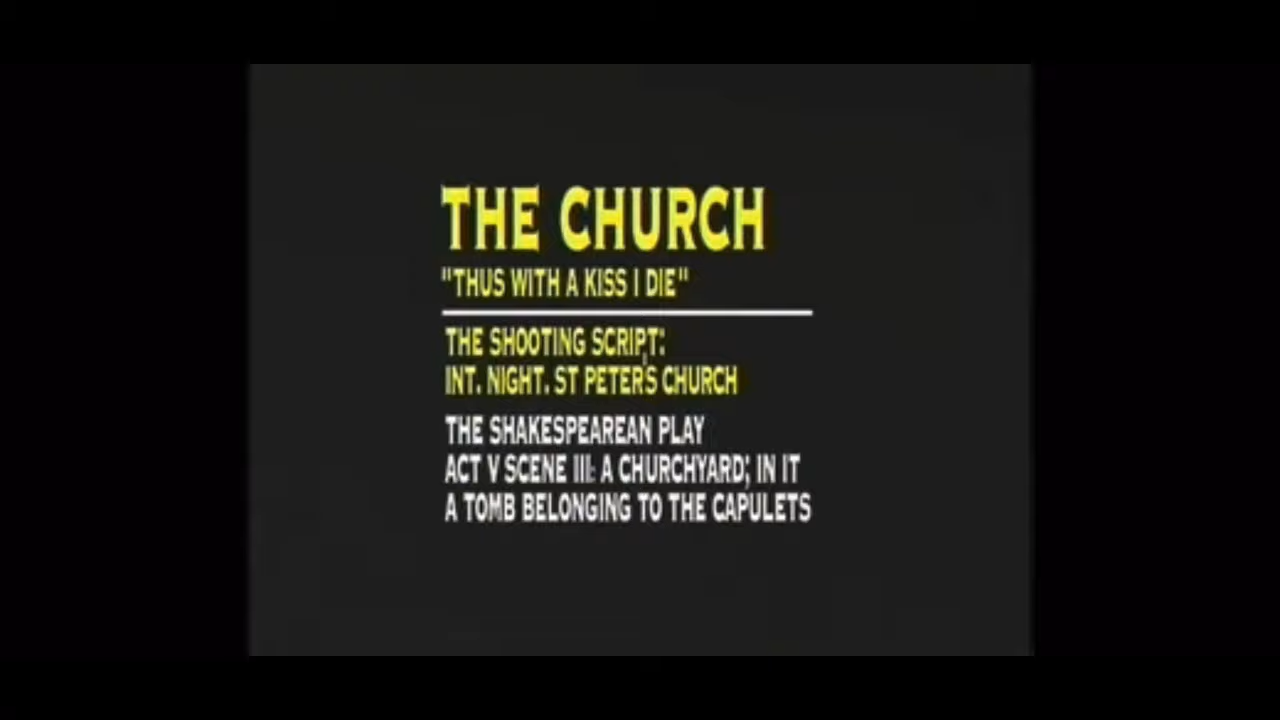 THE CHURCH
"THUS WITH A KISS I DIE"
THE SHOOTING SCRIPT:
INT. NIGHT. ST PETER'S CHURCH
THE SHAKESPEAREAN PLAY
ACT V SCENE III: A CHURCHYARD; IN IT
A TOMB BELONGING TO THE CAPULETS